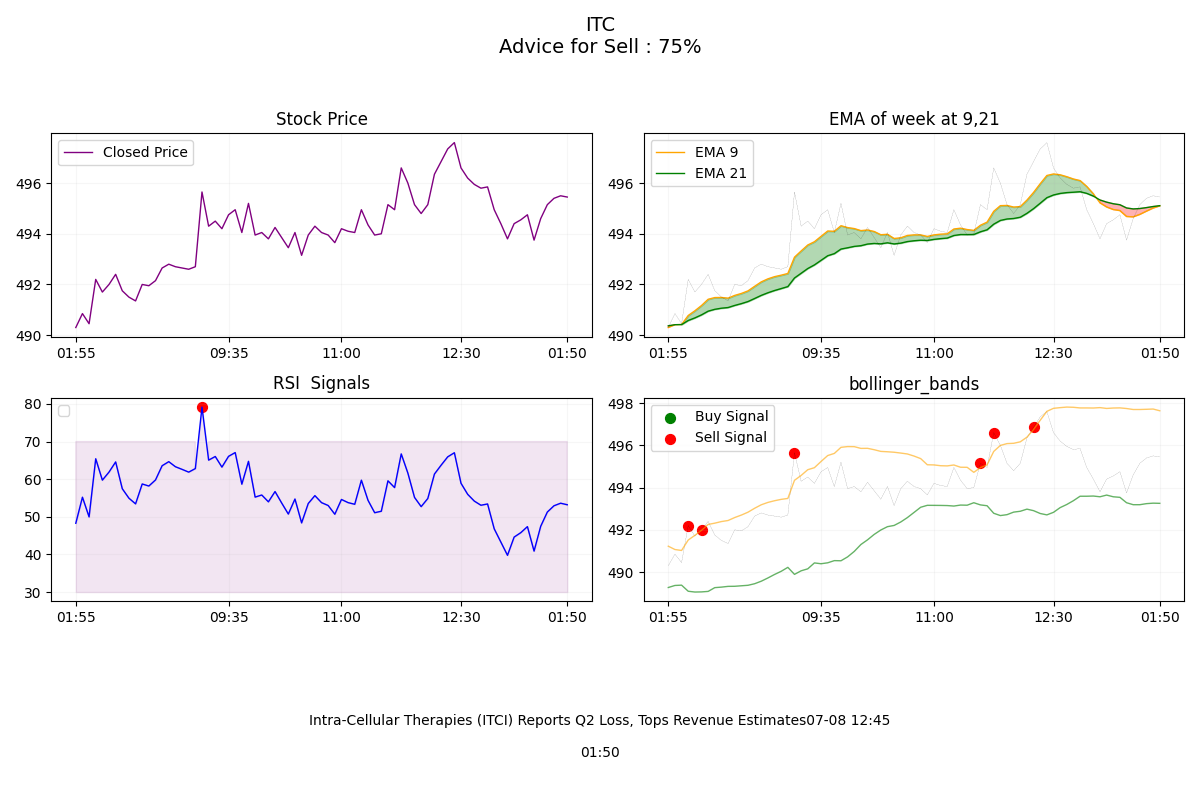 ITC
Advice for Sell : 75%
Stock Price
Closed Price
496
494
492
490
01:55 09:35 11:00 12:30 01:50
EMA of week at 9,21
EMA 9
EMA 21
496
494
492
490
01:55 09:35 11:00 12:30 01:50
RSI  Signals
80
70
60
50
40
30
01:55 09:35 11:00 12:30 01:50
bollinger_bands
Buy Signal
Sell Signal
498
496
494
492
490
01:55 09:35 11:00 12:30 01:50
Intra-Cellular Therapies (ITCI) Reports Q2 Loss, Tops Revenue Estimates07-08 12:45
01:50